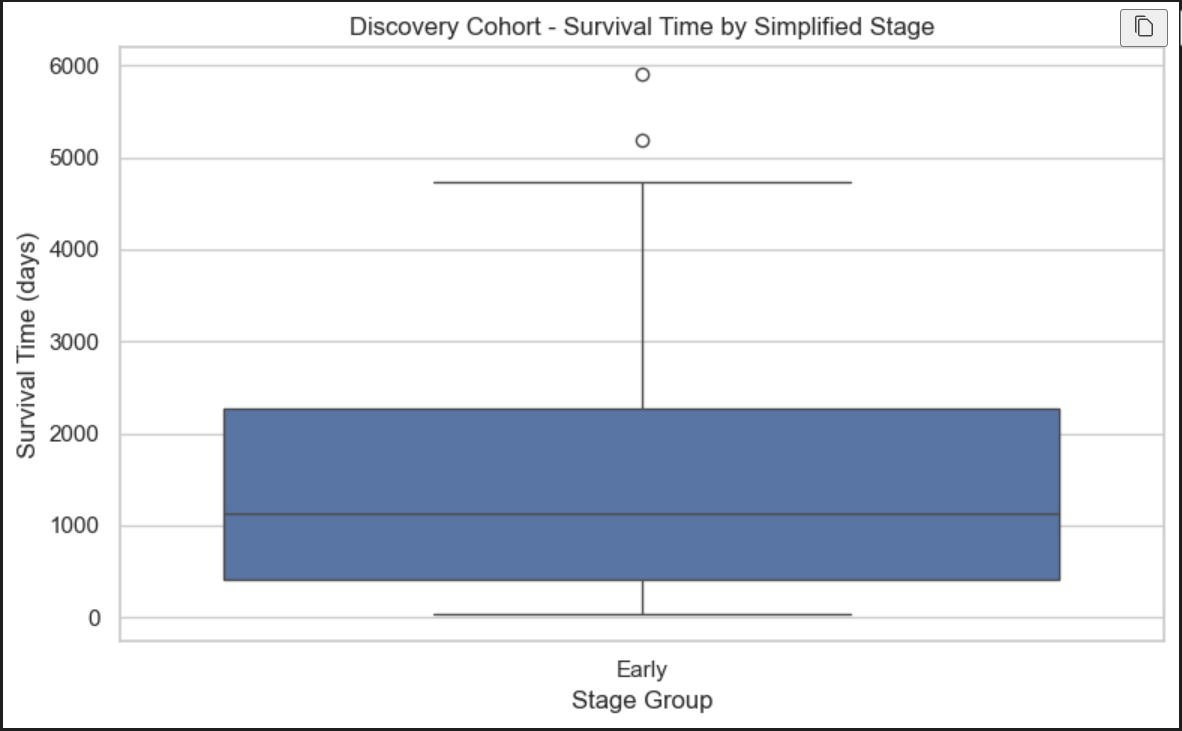 Discovery Cohort - Survival Time by Simplified Stage
6000
5000
4000
3000
2000
1000
0
Survival Time (days)
Early
Stage Group